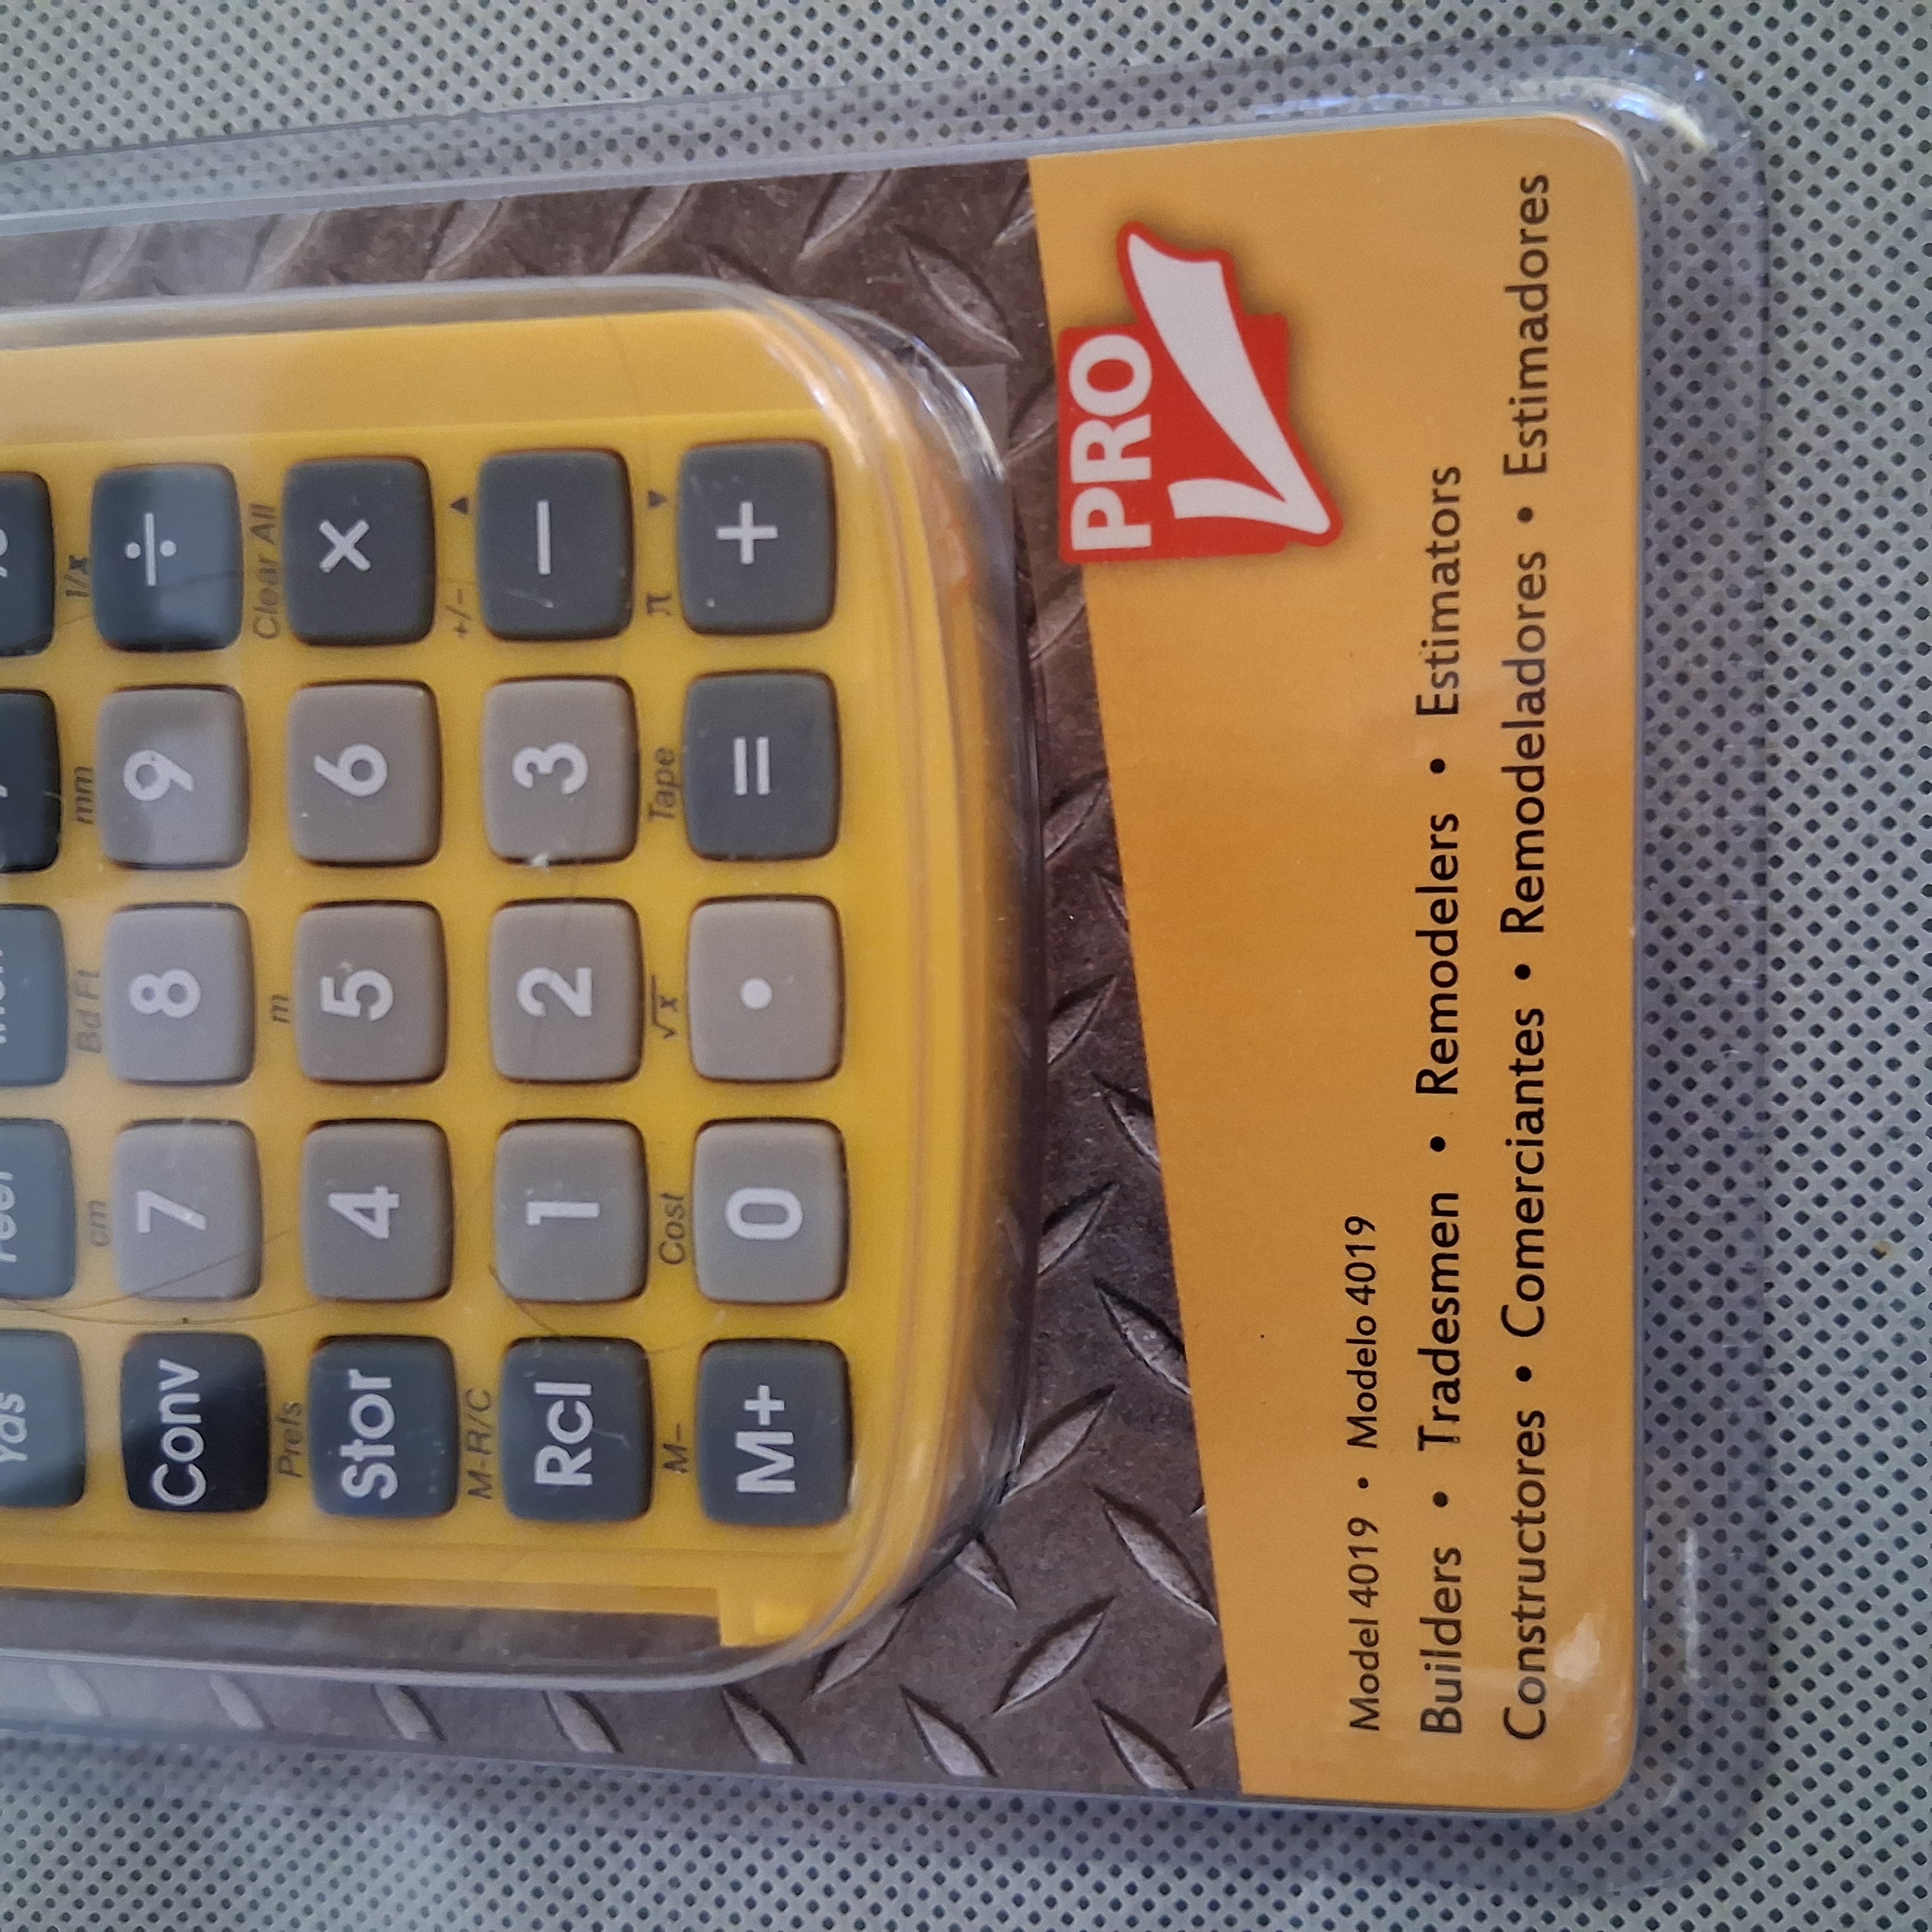 1/x
÷
mm
9
Bd Ft
8
cm
7
Conv
Clear All
×
6
m
5
4
Prefs
Stor
+/− ▲
−
3
2
1
M-R/C
Rcl
π ▼
+
Tape
=
√x
•
Cost
0
M-
M+
Yds
PRO
Model 4019 • Modelo 4019
Builders • Tradesmen • Remodelers • Estimators
Constructores • Comerciantes • Remodeladores • Estimadores